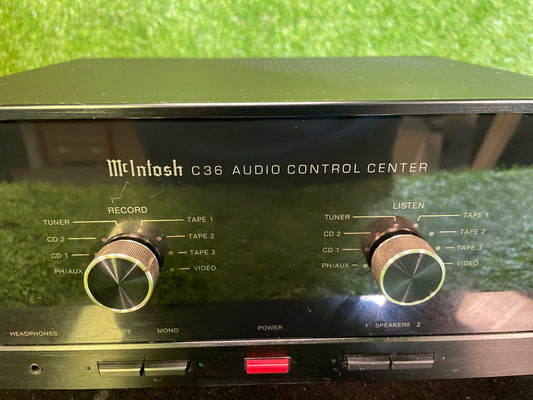 McIntosh C36 AUDIO CONTROL CENTER
RECORD
TUNER TAPE 1
CD 2 TAPE 2
CD 1 TAPE 3
PH/AUX VIDEO
LISTEN
TUNER TAPE 1
CD 2 TAPE 2
CD 1 TAPE 3
PH/AUX VIDEO
HEADPHONES MONO POWER 1 SPEAKERS 2